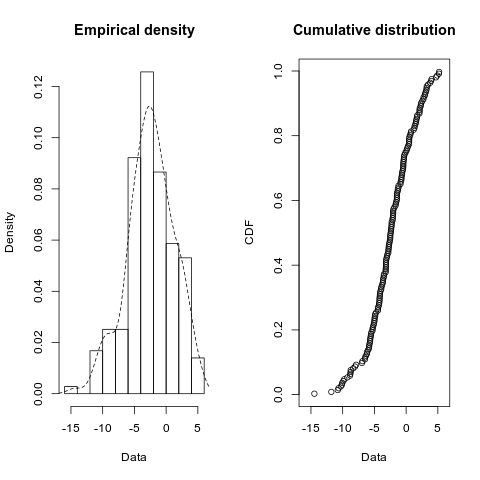 Empirical density
Density
0.00 0.02 0.04 0.06 0.08 0.10 0.12
-15 -10 -5 0 5
Data
Cumulative distribution
CDF
0.0 0.2 0.4 0.6 0.8 1.0
-15 -10 -5 0 5
Data